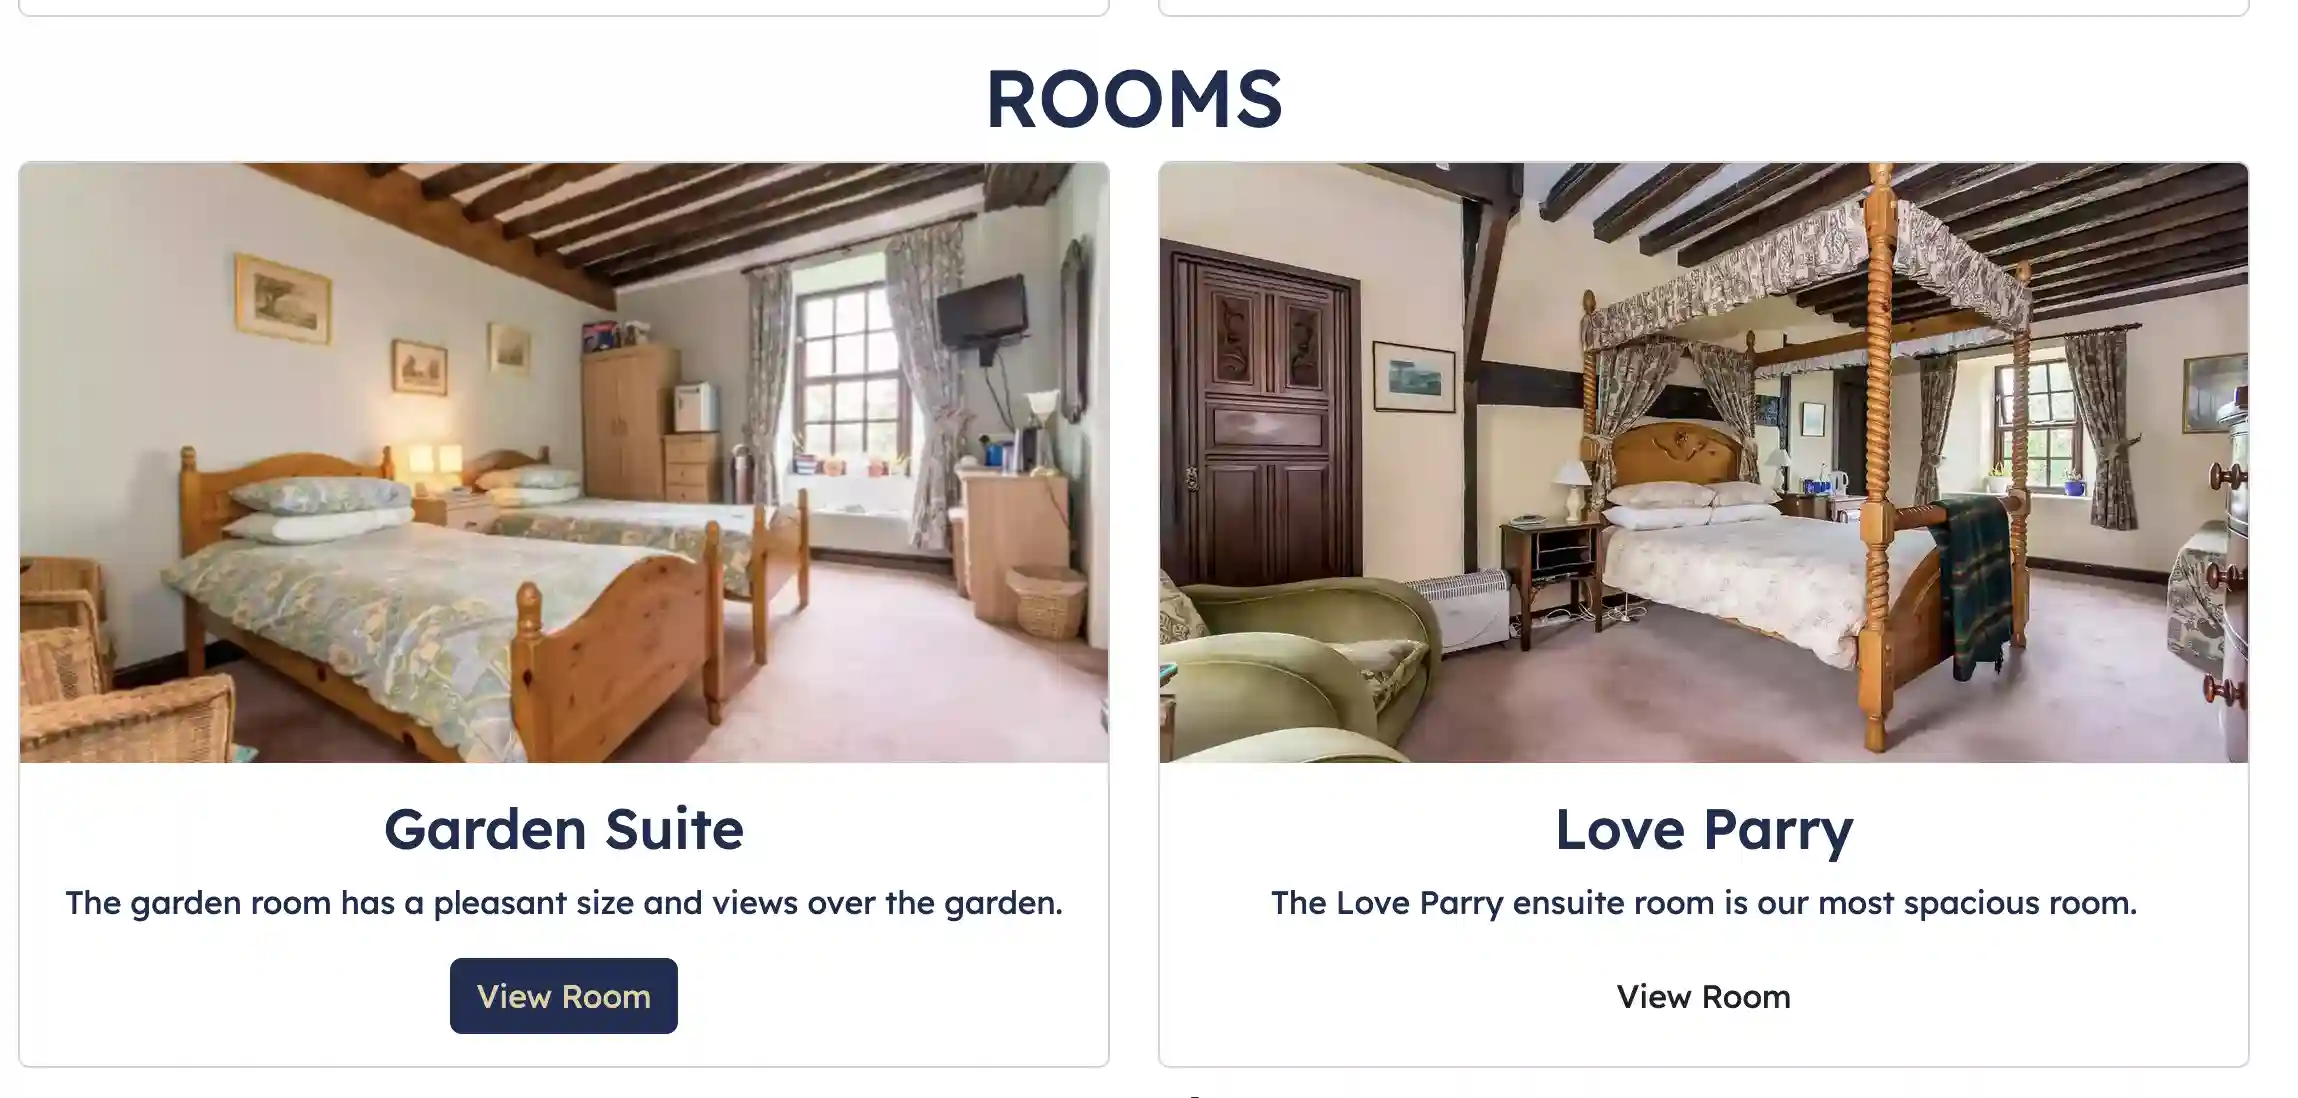 ROOMS
Garden Suite
The garden room has a pleasant size and views over the garden.
View Room
Love Parry
The Love Parry ensuite room is our most spacious room.
View Room